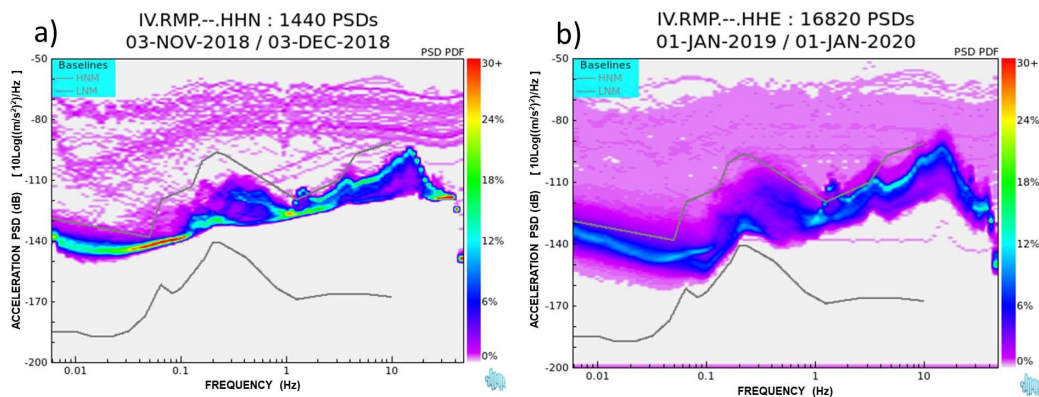 a)
IV.RMP.--.HHN : 1440 PSDs
03-NOV-2018 / 03-DEC-2018
PSD PDF
Baselines
HNM
LNM
-50
-80
-110
-140
-170
-200
ACCELERATION PSD (dB) [10Log((m/s²)²)/Hz]
0.01
0.1
1
10
FREQUENCY (Hz)
30+
24%
18%
12%
6%
0%
b)
IV.RMP.--.HHE : 16820 PSDs
01-JAN-2019 / 01-JAN-2020
PSD PDF
Baselines
HNM
LNM
-50
-80
-110
-140
-170
-200
ACCELERATION PSD (dB) [10Log((m/s²)²)/Hz]
0.01
0.1
1
10
FREQUENCY (Hz)
30+
24%
18%
12%
6%
0%